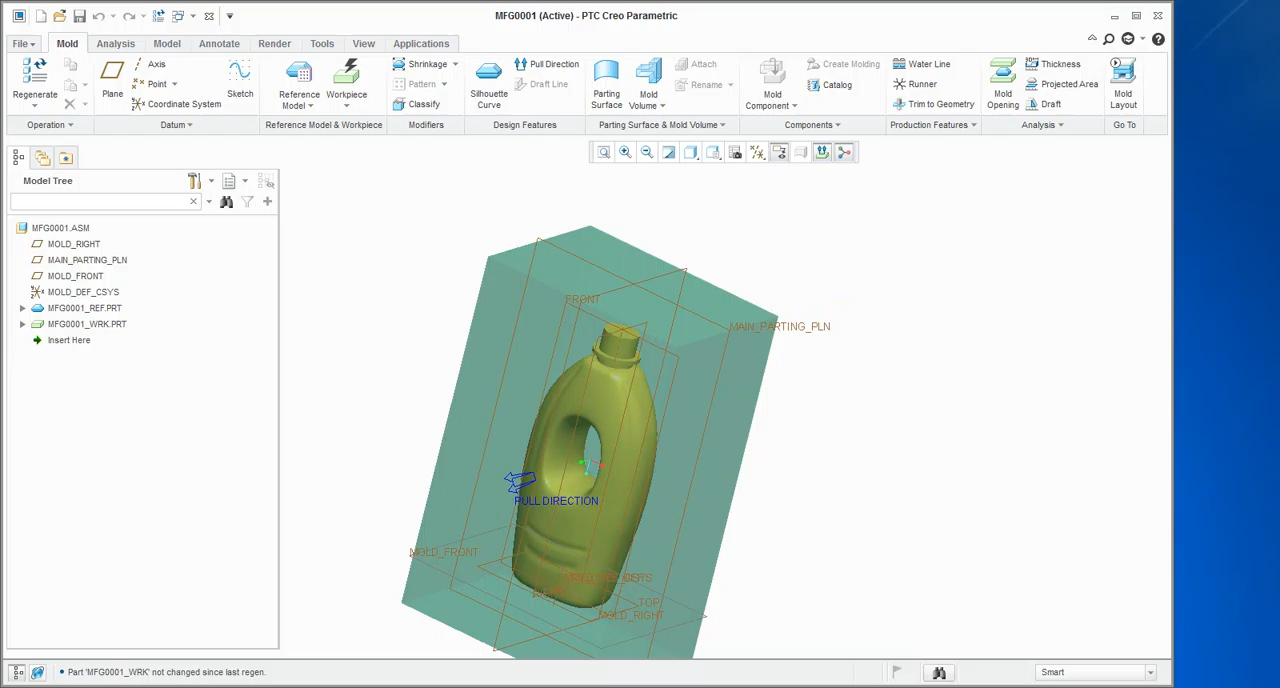 MFG0001 (Active) - PTC Creo Parametric
File Mold Analysis Model Annotate Render Tools View Applications
Regenerate
Operation
Plane
Axis
Point
Coordinate System
Sketch
Datum
Reference Model
Workpiece
Reference Model & Workpiece
Shrinkage
Pattern
Classify
Modifiers
Silhouette Curve
Pull Direction
Draft Line
Design Features
Parting Surface
Mold Volume
Attach
Rename
Parting Surface & Mold Volume
Mold Component
Create Molding
Catalog
Components
Water Line
Runner
Trim to Geometry
Production Features
Mold Opening
Thickness
Projected Area
Draft
Analysis
Mold Layout
Go To
Model Tree
MFG0001.ASM
MOLD_RIGHT
MAIN_PARTING_PLN
MOLD_FRONT
MOLD_DEF_CSYS
MFG0001_REF.PRT
MFG0001_WRK.PRT
Insert Here
FRONT
MAIN_PARTING_PLN
PULL DIRECTION
MOLD_FRONT
TOP
MOLD_RIGHT
• Part 'MFG0001_WRK' not changed since last regen.
Smart